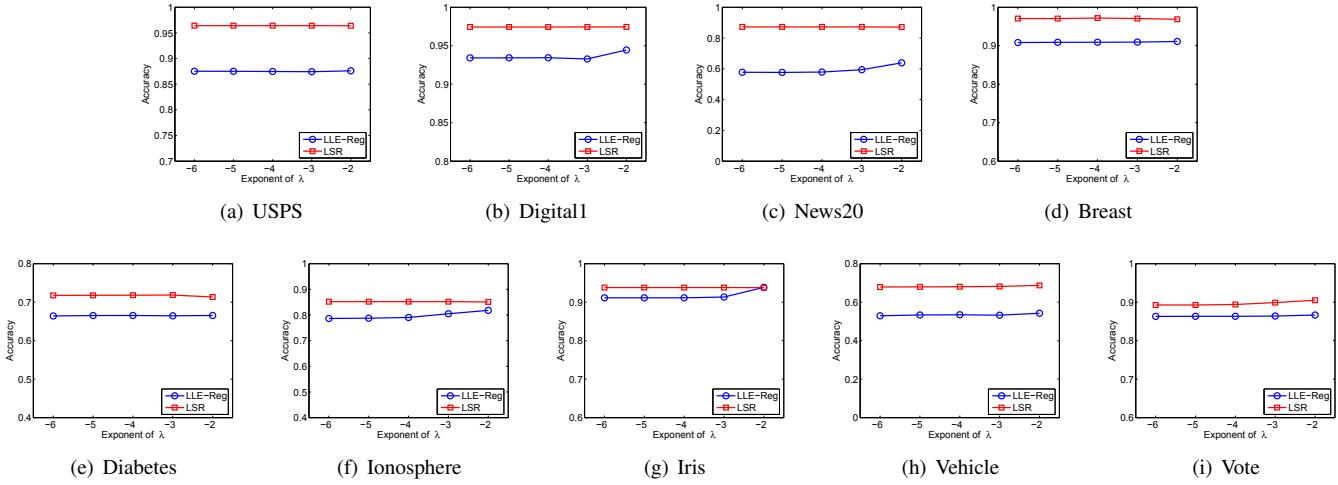 1
0.95
0.9
0.85
0.8
0.75
0.7
Accuracy
−6 −5 −4 −3 −2
Exponent of λ
LLE−Reg
LSR
(a) USPS
1
0.95
0.9
0.85
0.8
Accuracy
−6 −5 −4 −3 −2
Exponent of λ
LLE−Reg
LSR
(b) Digital1
1
0.8
0.6
0.4
0.2
0
Accuracy
−6 −5 −4 −3 −2
Exponent of λ
LLE−Reg
LSR
(c) News20
1
0.9
0.8
0.7
0.6
Accuracy
−6 −5 −4 −3 −2
Exponent of λ
LLE−Reg
LSR
(d) Breast
0.8
0.7
0.6
0.5
0.4
Accuracy
−6 −5 −4 −3 −2
Exponent of λ
LLE−Reg
LSR
(e) Diabetes
1
0.9
0.8
0.7
0.6
0.5
0.4
Accuracy
−6 −5 −4 −3 −2
Exponent of λ
LLE−Reg
LSR
(f) Ionosphere
1
0.9
0.8
0.7
0.6
Accuracy
−6 −5 −4 −3 −2
Exponent of λ
LLE−Reg
LSR
(g) Iris
0.8
0.6
0.4
0.2
0
Accuracy
−6 −5 −4 −3 −2
Exponent of λ
LLE−Reg
LSR
(h) Vehicle
1
0.9
0.8
0.7
0.6
Accuracy
−6 −5 −4 −3 −2
Exponent of λ
LLE−Reg
LSR
(i) Vote